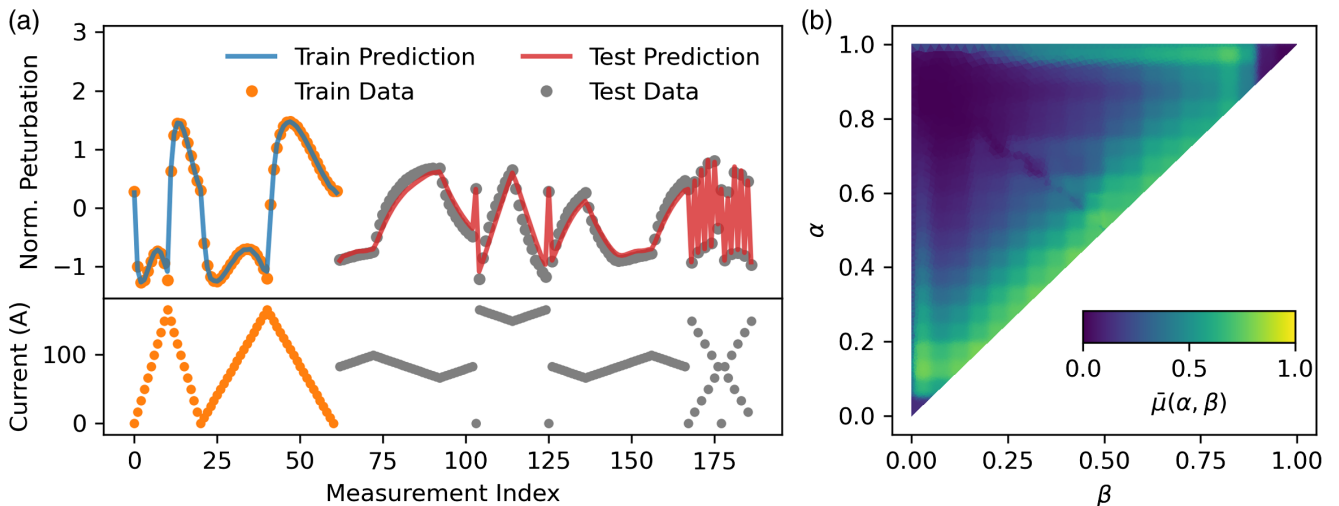 (a)
3
2
1
0
−1
Norm. Peturbation
Train Prediction
Train Data
Test Prediction
Test Data
100
0
Current (A)
0 25 50 75 100 125 150 175
Measurement Index
(b)
1.0
0.8
0.6
0.4
0.2
0.0
α
0.0 0.5 1.0
μ̄(α, β)
0.00 0.25 0.50 0.75 1.00
β